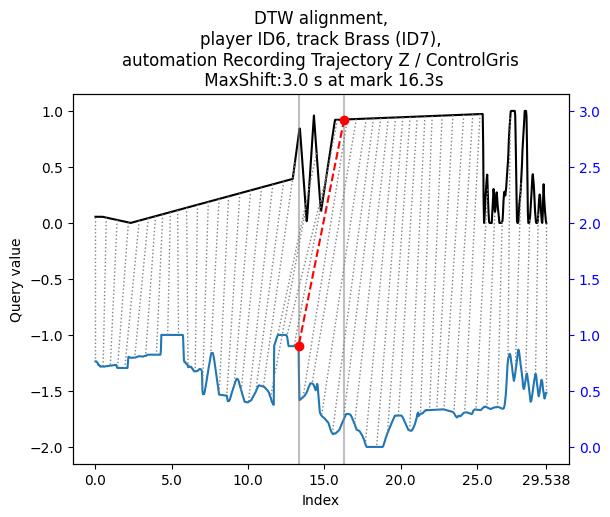 DTW alignment,
player ID6, track Brass (ID7),
automation Recording Trajectory Z / ControlGris
MaxShift:3.0 s at mark 16.3s
1.0
0.5
0.0
−0.5
−1.0
−1.5
−2.0
Query value
3.0
2.5
2.0
1.5
1.0
0.5
0.0
0.0 5.0 10.0 15.0 20.0 25.0 29.538
Index